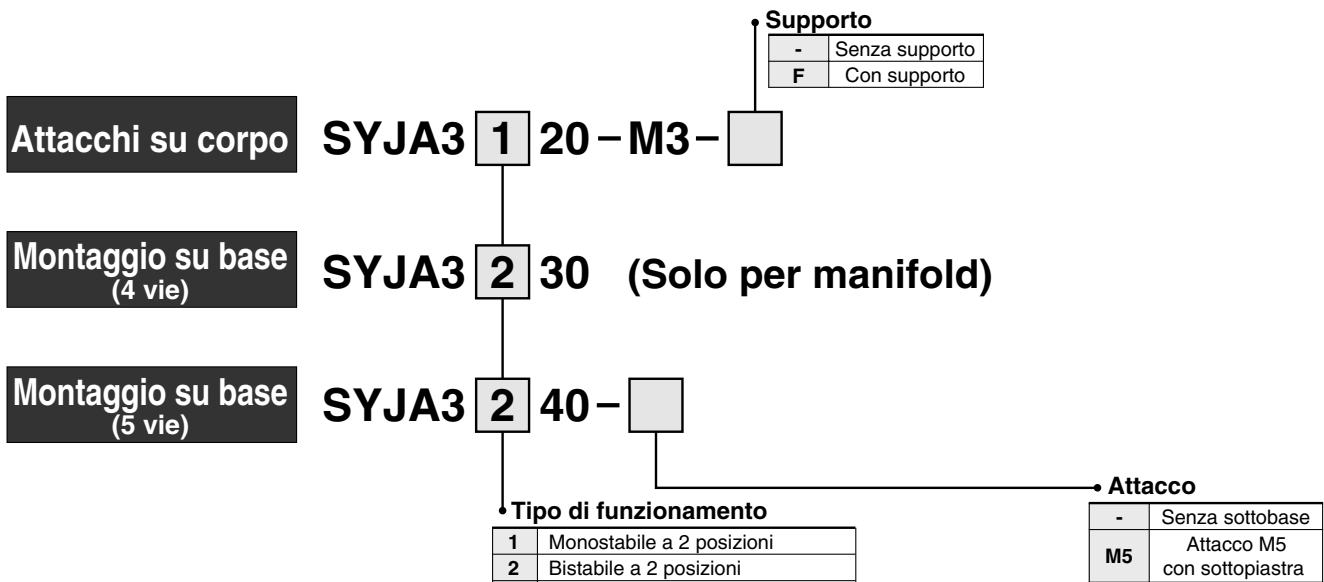 Supporto
- Senza supporto
F Con supporto
Attacchi su corpo SYJA3 1 20－M3－
Montaggio su base
(4 vie)
SYJA3 2 30 (Solo per manifold)
Montaggio su base
(5 vie)
SYJA3 2 40－
Tipo di funzionamento
1 Monostabile a 2 posizioni
2 Bistabile a 2 posizioni
Attacco
- Senza sottobase
M5 Attacco M5
con sottopiastra